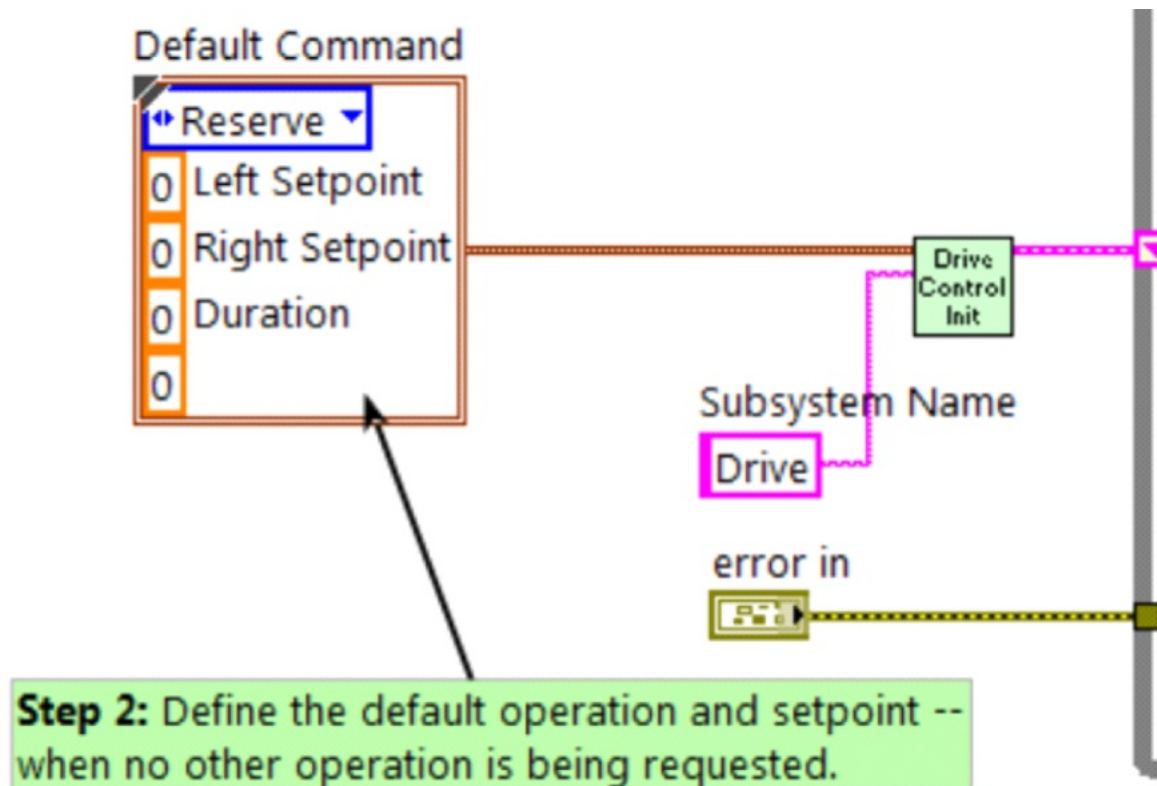 Default Command
Reserve
0 Left Setpoint
0 Right Setpoint
0 Duration
0
Drive
Control
Init
Subsystem Name
Drive
error in
Step 2: Define the default operation and setpoint --
when no other operation is being requested.